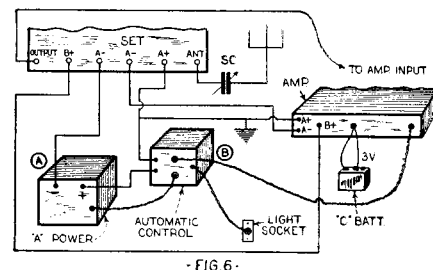 SET
OUTPUT B+ A- A- A+ ANT
SC
TO AMP INPUT
AMP
A+
A-
B+
3V
"C" BATT.
A
B
- +
"A" POWER
AUTOMATIC
CONTROL
LIGHT
SOCKET
- FIG. 6 -